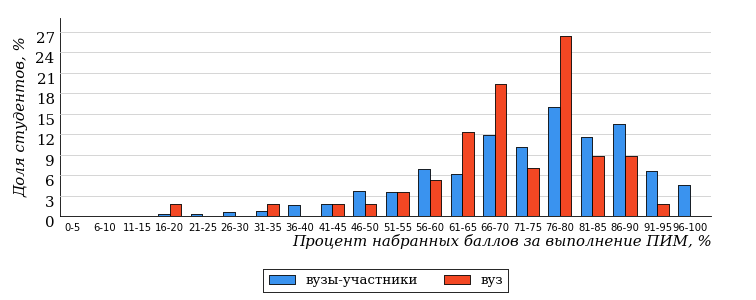 Доля студентов, %
27
24
21
18
15
12
9
6
3
0
0-5 6-10 11-15 16-20 21-25 26-30 31-35 36-40 41-45 46-50 51-55 56-60 61-65 66-70 71-75 76-80 81-85 86-90 91-95 96-100
Процент набранных баллов за выполнение ПИМ, %
вузы-участники вуз